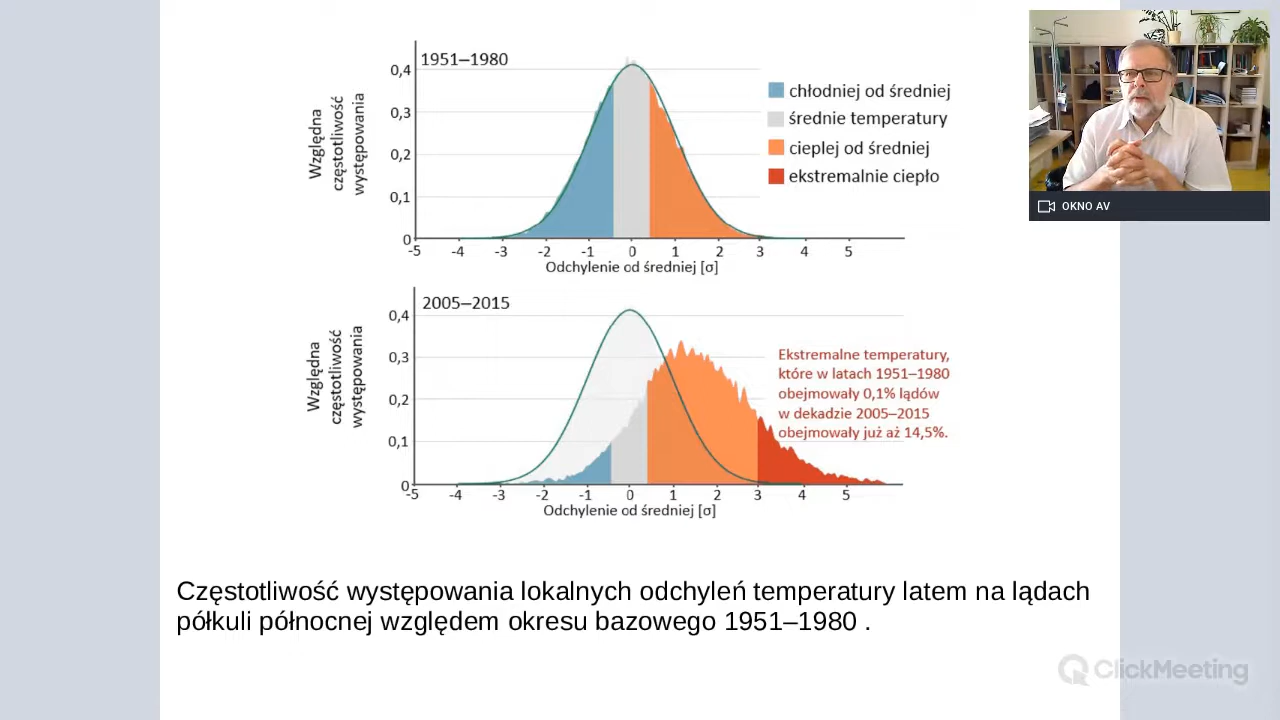 1951–1980
0,4
0,3
0,2
0,1
0
Względna
częstotliwość
występowania
-5 -4 -3 -2 -1 0 1 2 3 4 5
Odchylenie od średniej [σ]
chłodniej od średniej
średnie temperatury
cieplej od średniej
ekstremalnie ciepło
OKNO AV
2005–2015
0,4
0,3
0,2
0,1
0
Względna
częstotliwość
występowania
-5 -4 -3 -2 -1 0 1 2 3 4 5
Odchylenie od średniej [σ]
Ekstremalne temperatury,
które w latach 1951–1980
obejmowały 0,1% lądów
w dekadzie 2005–2015
obejmowały już aż 14,5%.
Częstotliwość występowania lokalnych odchyleń temperatury latem na lądach
półkuli północnej względem okresu bazowego 1951–1980 .
ClickMeeting